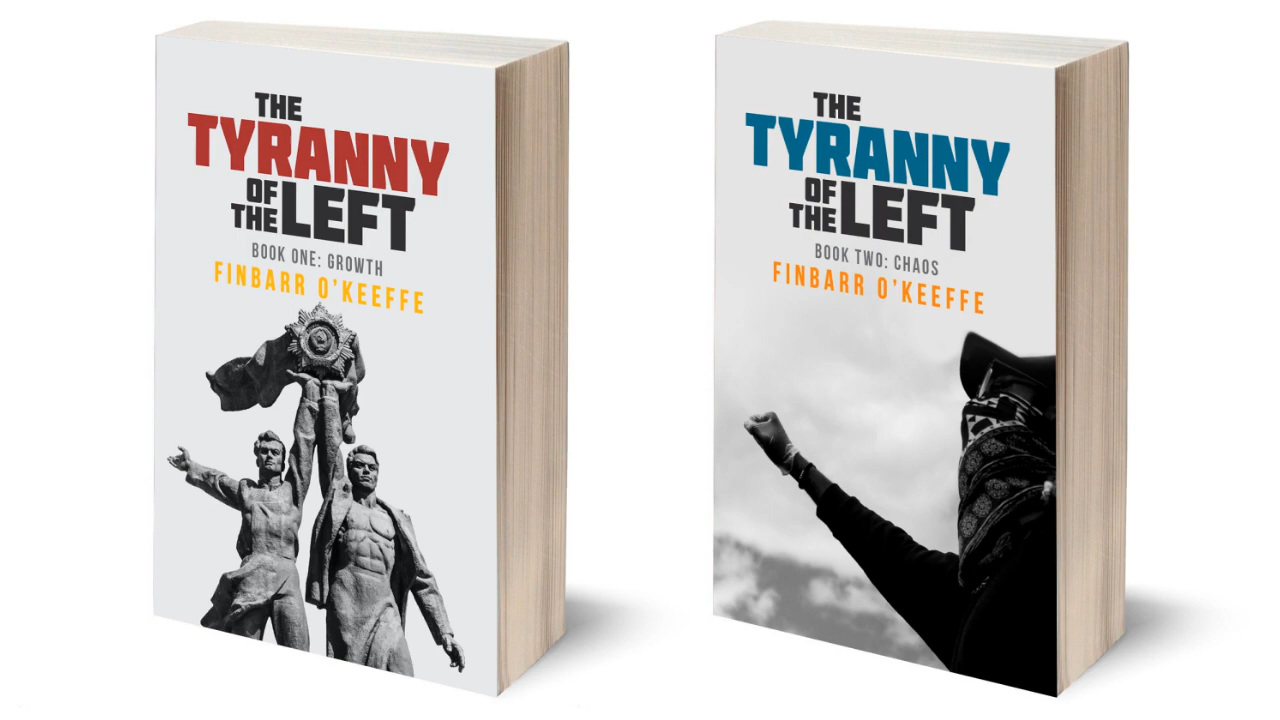 THE
TYRANNY
OF
THE LEFT
BOOK ONE: GROWTH
FINBARR O'KEEFFE
THE
TYRANNY
OF
THE LEFT
BOOK TWO: CHAOS
FINBARR O'KEEFFE